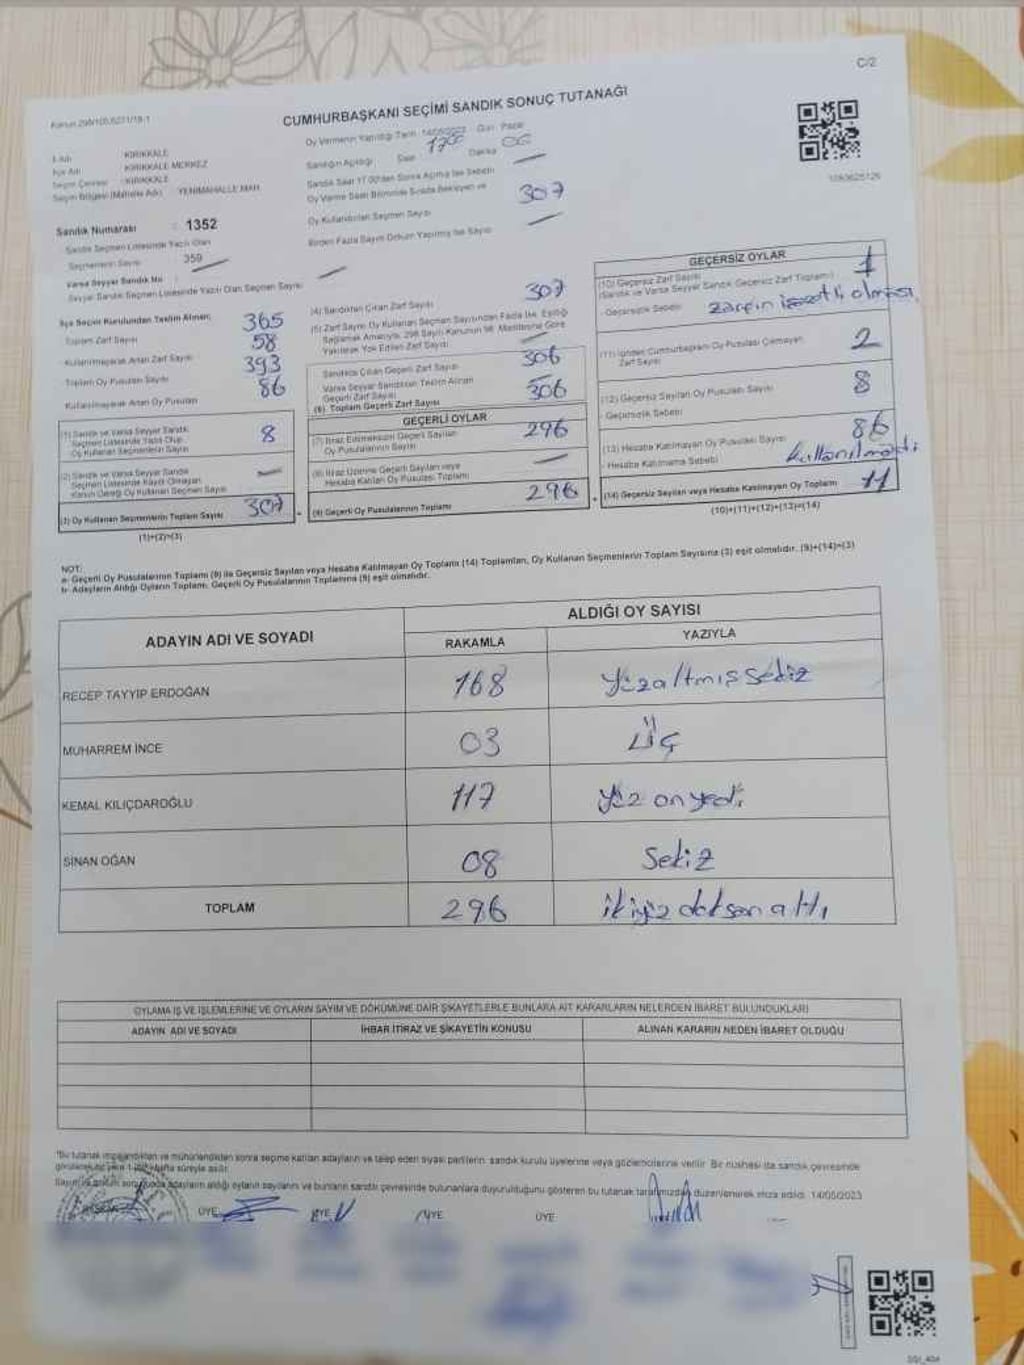 C/2
CUMHURBAŞKANI SEÇİMİ SANDIK SONUÇ TUTANAĞI
Oy Vermenin Yapıldığı Tarih 14/05/2023 Gün Pazar
Sandığın Açıldığı Saat 17 00 Dakika 00
Sandık Saat 17 00'den Sonra Açılmış İse Sebebi
Oy Verme Saati Bitiminde Sırada Bekleyen ve
Oy Kullandırılan Seçmen Sayısı 307
Birden Fazla Sayım Döküm Yapılmış İse Sayısı
İl Adı KIRIKKALE
İlçe Adı KIRIKKALE MERKEZ
Seçim Çevresi KIRIKKALE
Seçim Bölgesi (Mahalle Adı) YENİMAHALLE MAH.
Sandık Numarası : 1352
Sandık Seçmen Listesinde Yazılı Olan
Seçmenlerin Sayısı 359
Varsa Seyyar Sandık No :
Seyyar Sandık Seçmen Listesinde Yazılı Olan Seçmen Sayısı
İlçe Seçim Kurulundan Teslim Alınan
Toplam Zarf Sayısı 365
Kullanılmayarak Artan Zarf Sayısı 58
Toplam Oy Pusulası Sayısı 393
Kullanılmayarak Artan Oy Pusulası 86
(1) Sandık ve Varsa Seyyar Sandık
Seçmen Listesinde Yazılı Olup
Oy Kullanan Seçmenlerin Sayısı 8
(2) Sandık ve Varsa Seyyar Sandık
Seçmen Listesinde Kayıtlı Olmayan
Kanun Gereği Oy Kullanan Seçmen Sayısı
(3) Oy Kullanan Seçmenlerin Toplam Sayısı 307
(1)+(2)=(3)
(4) Sandıktan Çıkan Zarf Sayısı 307
(5) Zarf Sayısı Oy Kullanan Seçmen Sayısından Fazla İse, Eşitliği
Sağlamak Amacıyla, 298 Sayılı Kanunun 98. Maddesine Göre
Yakılarak Yok Edilen Zarf Sayısı
Sandıkta Çıkan Geçerli Zarf Sayısı 306
Varsa Seyyar Sandıktan Teslim Alınan
Geçerli Zarf Sayısı
(6) Toplam Geçerli Zarf Sayısı 306
GEÇERLİ OYLAR
(7) İtiraz Edilmeksizin Geçerli Sayılan
Oy Pusulalarının Sayısı 296
(8) İtiraz Üzerine Geçerli Sayılan veya
Hesaba Katılan Oy Pusulası Toplamı
(9) Geçerli Oy Pusulalarının Toplamı 296
GEÇERSİZ OYLAR
(10) Geçersiz Zarf Sayısı 1
(Sandık ve Varsa Seyyar Sandık Geçersiz Zarf Toplamı)
- Geçersizlik Sebebi: zarfın işaretli olması.
(11) İçinden Cumhurbaşkanı Oy Pusulası Çıkmayan
Zarf Sayısı 2
(12) Geçersiz Sayılan Oy Pusulası Sayısı 8
- Geçersizlik Sebebi
(13) Hesaba Katılmayan Oy Pusulası Sayısı 86
- Hesaba Katılmama Sebebi kullanılmadı
(14) Geçersiz Sayılan veya Hesaba Katılmayan Oy Toplamı 11
(10)+(11)+(12)+(13)=(14)
NOT:
a- Geçerli Oy Pusulalarının Toplamı (9) ile Geçersiz Sayılan veya Hesaba Katılmayan Oy Toplamı (14) Toplamları, Oy Kullanan Seçmenlerin Toplam Sayısına (3) eşit olmalıdır. (9)+(14)=(3)
b- Adayların Aldığı Oyların Toplamı, Geçerli Oy Pusulalarının Toplamına (9) eşit olmalıdır.
ADAYIN ADI VE SOYADI ALDIĞI OY SAYISI
RAKAMLA YAZIYLA
RECEP TAYYİP ERDOĞAN 168 yüzaltmış sekiz
MUHARREM İNCE 03 üç
KEMAL KILIÇDAROĞLU 117 yüz onyedi
SİNAN OĞAN 08 sekiz
TOPLAM 296 ikiyüz doksan altı
OYLAMA İŞ VE İŞLEMLERİNE VE OYLARIN SAYIM VE DÖKÜMÜNE DAİR ŞİKAYETLERLE BUNLARA AİT KARARLARIN NELERDEN İBARET BULUNDUKLARI
ADAYIN ADI VE SOYADI İHBAR İTİRAZ VE ŞİKAYETİN KONUSU ALINAN KARARIN NEDEN İBARET OLDUĞU
*Bu tutanak imzalandıktan ve mühürlendikten sonra seçime katılan adayların ve talep eden siyasi partilerin, sandık kurulu üyelerine veya gözlemcilerine verilir. Bir nüshası da sandık çevresinde
görülecek bir yere 1 hafta süreyle asılır.
adayların aldığı oyların sayılarını ve bunların sandık çevresinde bulunanlara duyurulduğunu gösteren bu tutanak tarafımızdan düzenlenerek imza edildi. 14/05/2023
BAŞKAN ÜYE ÜYE ÜYE ÜYE